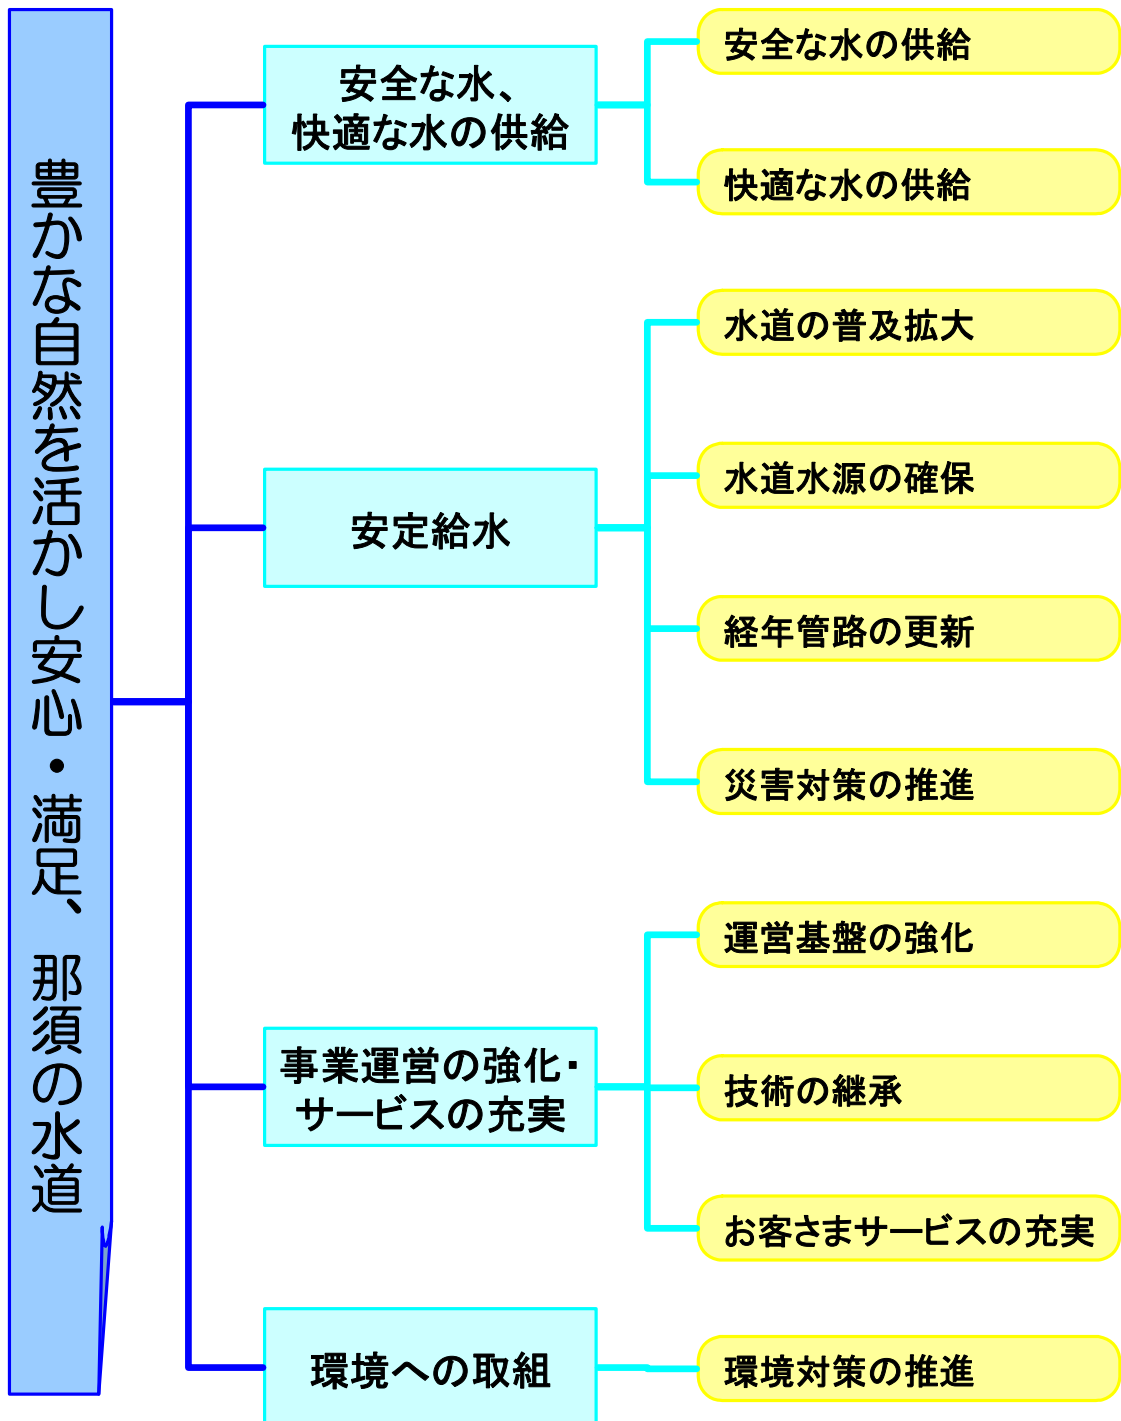 豊かな自然を活かし安心・満足、那須の水道
安全な水、
快適な水の供給
安全な水の供給
快適な水の供給
安定給水
水道の普及拡大
水道水源の確保
経年管路の更新
災害対策の推進
事業運営の強化・
サービスの充実
運営基盤の強化
技術の継承
お客さまサービスの充実
環境への取組
環境対策の推進